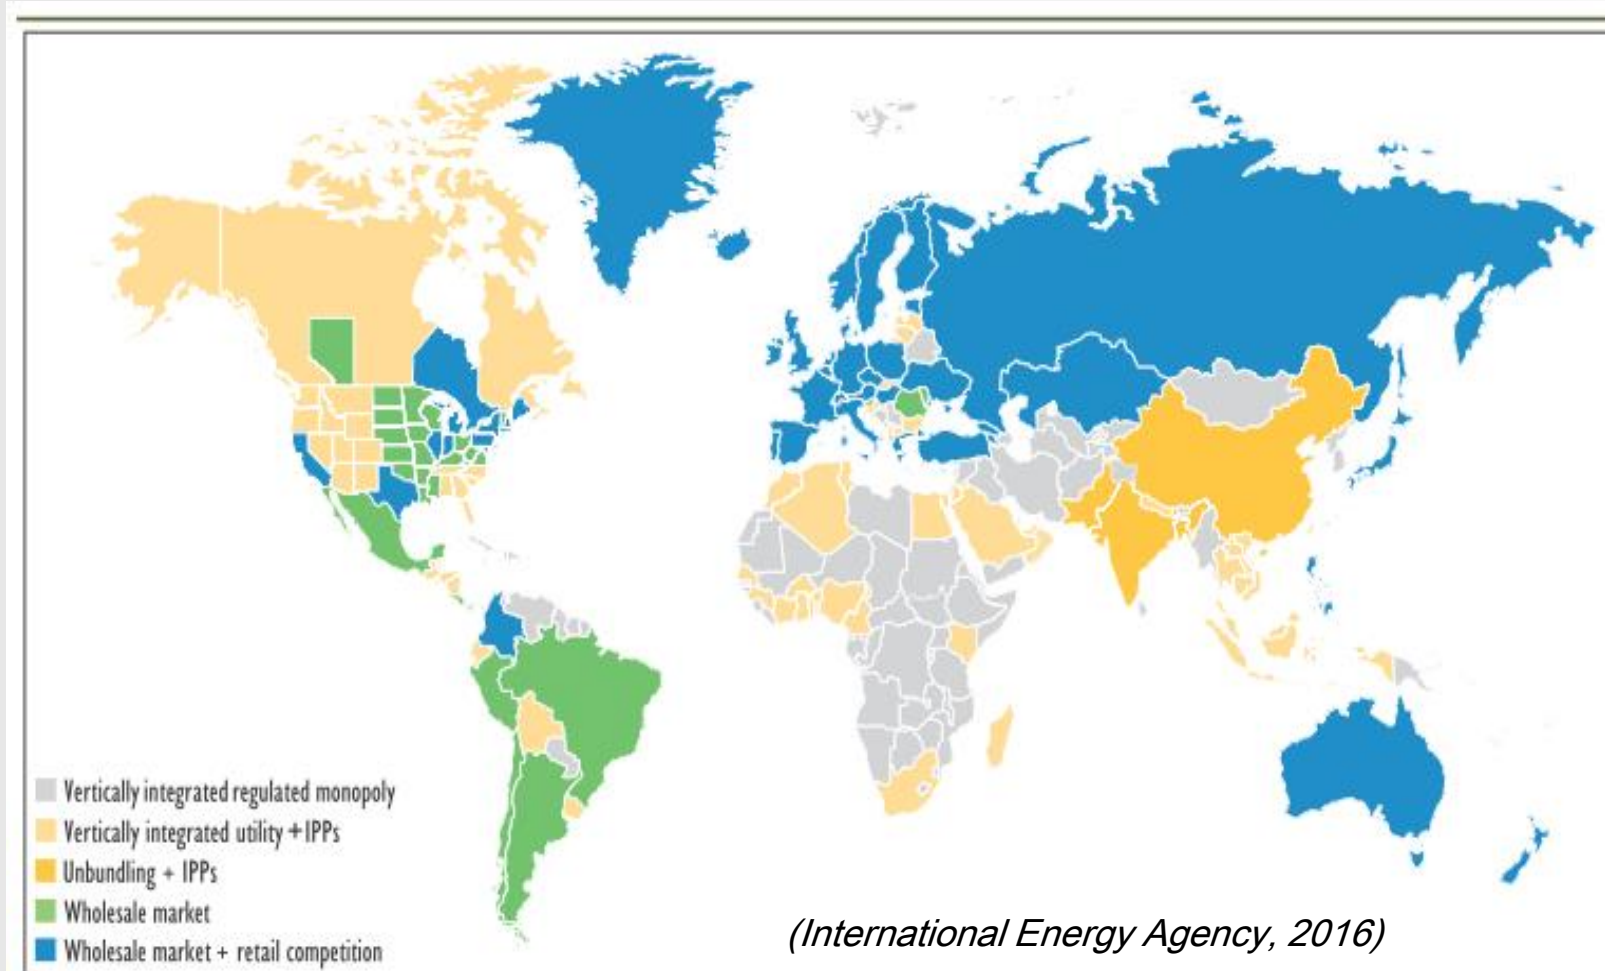 Vertically integrated regulated monopoly
Vertically integrated utility +IPPs
Unbundling + IPPs
Wholesale market
Wholesale market + retail competition
(International Energy Agency, 2016)